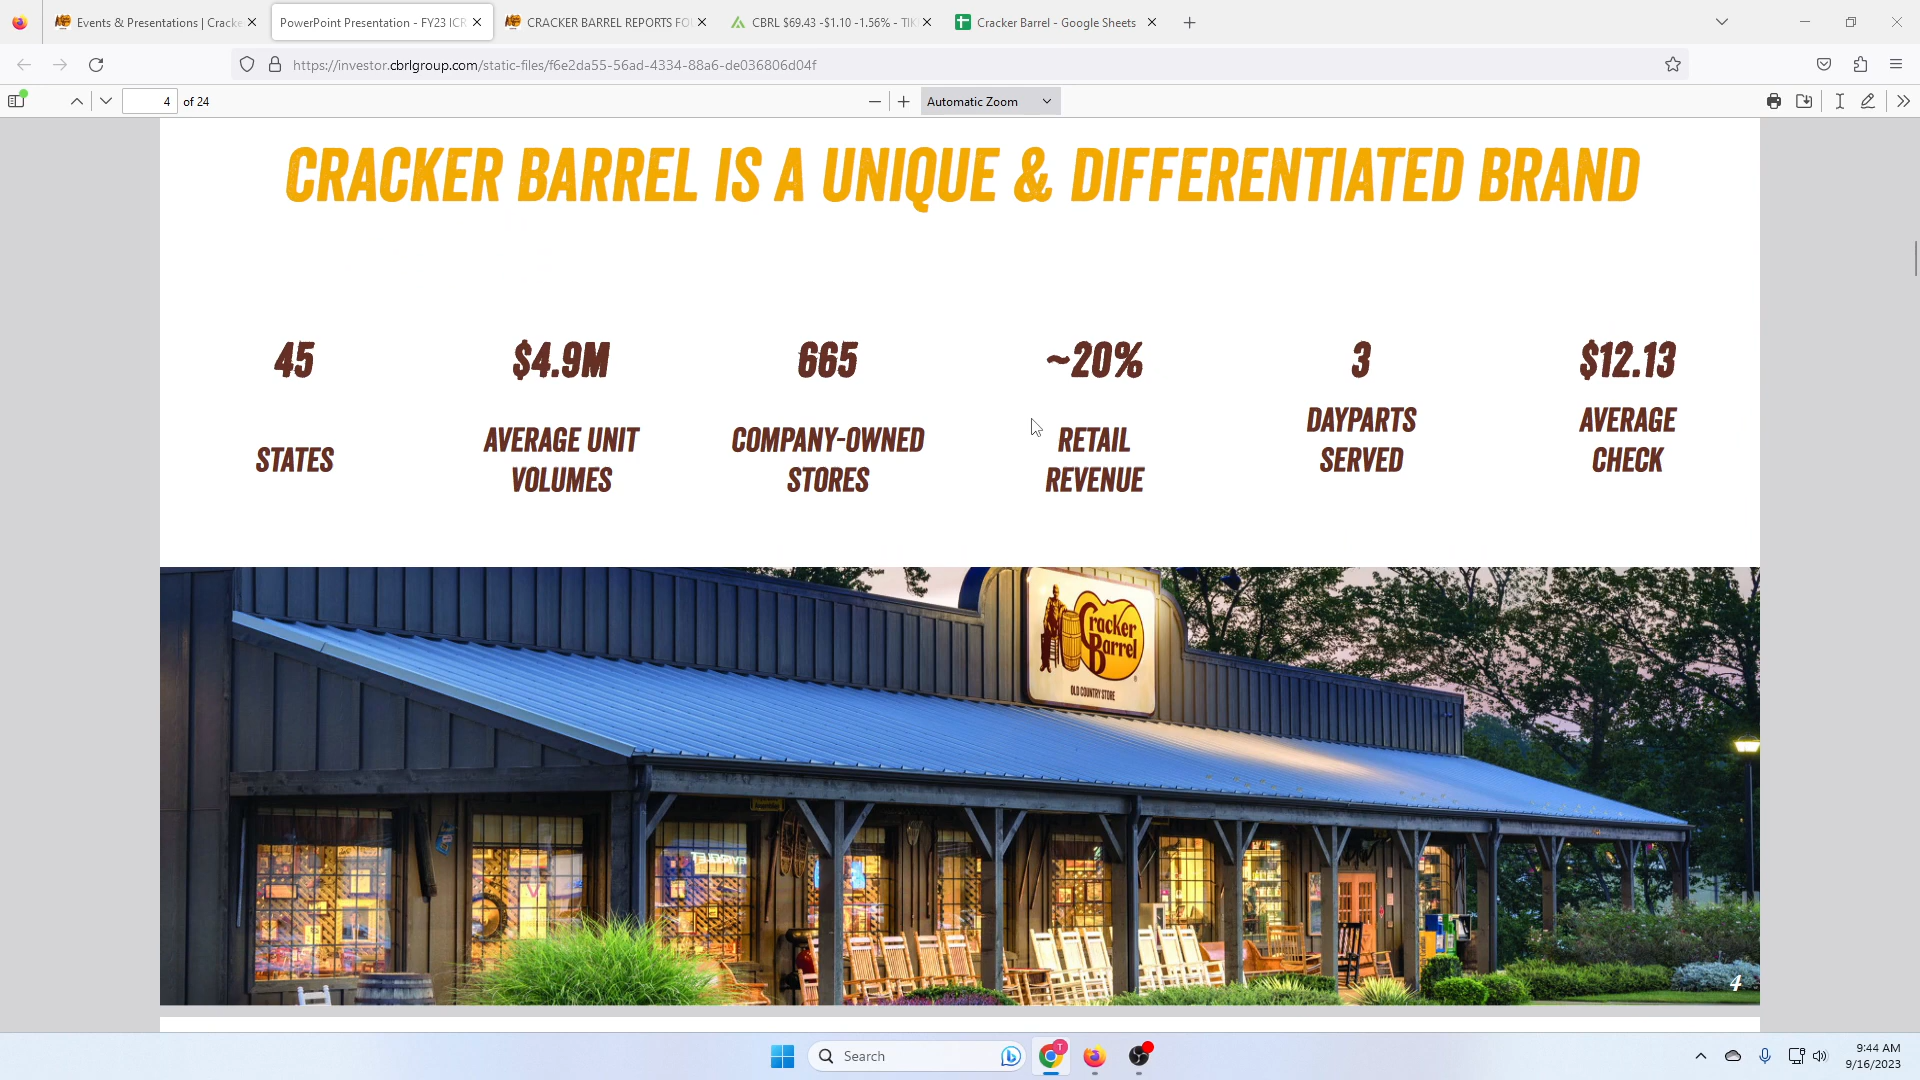 Events & Presentations | Cracke
PowerPoint Presentation - FY23 ICR
CRACKER BARREL REPORTS FOU
CBRL $69.43 -$1.10 -1.56% - TIK
Cracker Barrel - Google Sheets
https://investor.cbrlgroup.com/static-files/f6e2da55-56ad-4334-88a6-de036806d04f
4 of 24
Automatic Zoom
CRACKER BARREL IS A UNIQUE & DIFFERENTIATED BRAND
45
STATES
$4.9M
AVERAGE UNIT
VOLUMES
665
COMPANY-OWNED
STORES
~20%
RETAIL
REVENUE
3
DAYPARTS
SERVED
$12.13
AVERAGE
CHECK
Cracker
Barrel
OLD COUNTRY STORE
4
Search
T
9:44 AM
9/16/2023